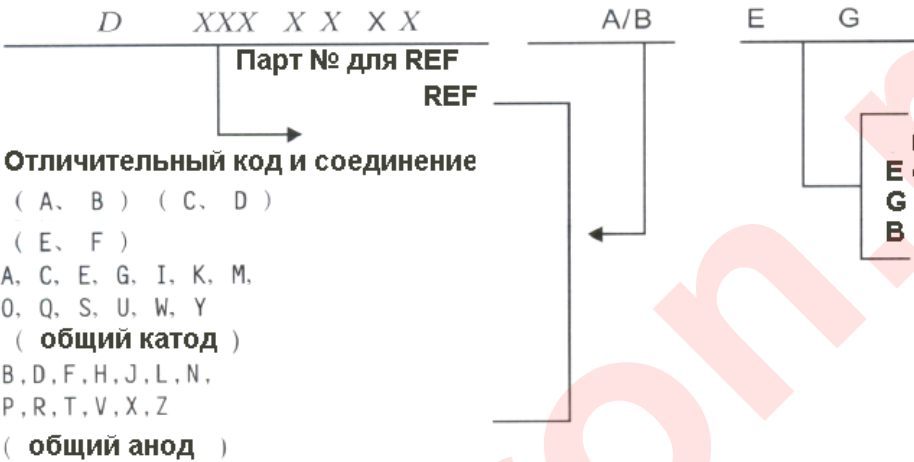 D XXX X X X X A/B E G
Парт № для REF
REF
Отличительный код и соединение
( A、 B ) ( C、 D )
( E、 F )
A, C, E, G, I, K, M,
O, Q, S, U, W, Y
( общий катод )
B,D,F,H,J,L,N,
P,R,T,V,X,Z
( общий анод )
E
G
B